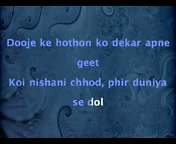 Dooje ke hothon ko dekar apne
geet
Koi nishani chhod, phir duniya
se dol